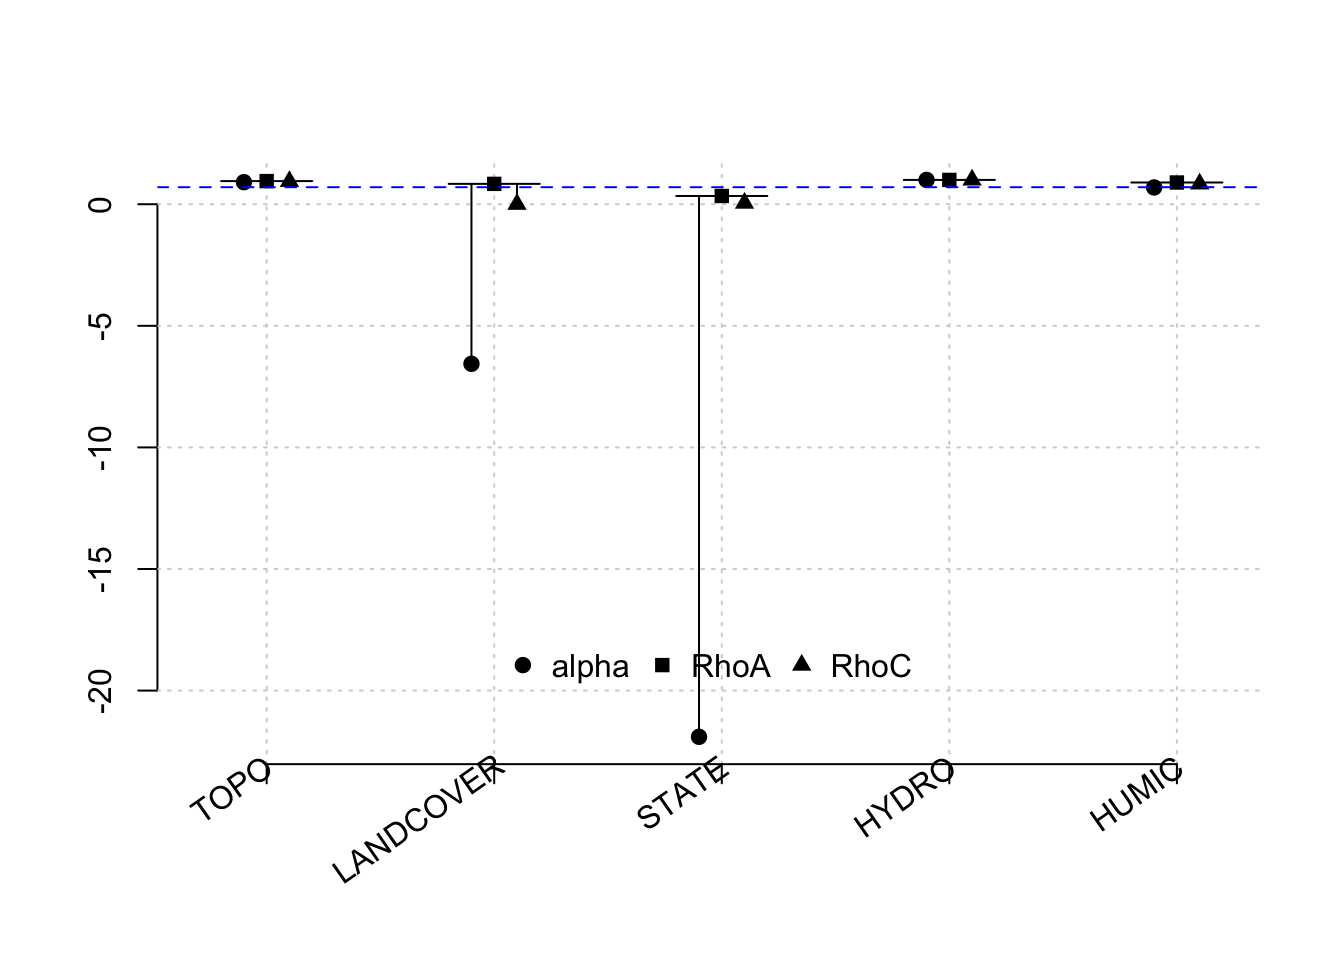 0
-5
-10
-15
-20
alpha RhoA RhoC
TOPO
LANDCOVER
STATE
HYDRO
HUMIC